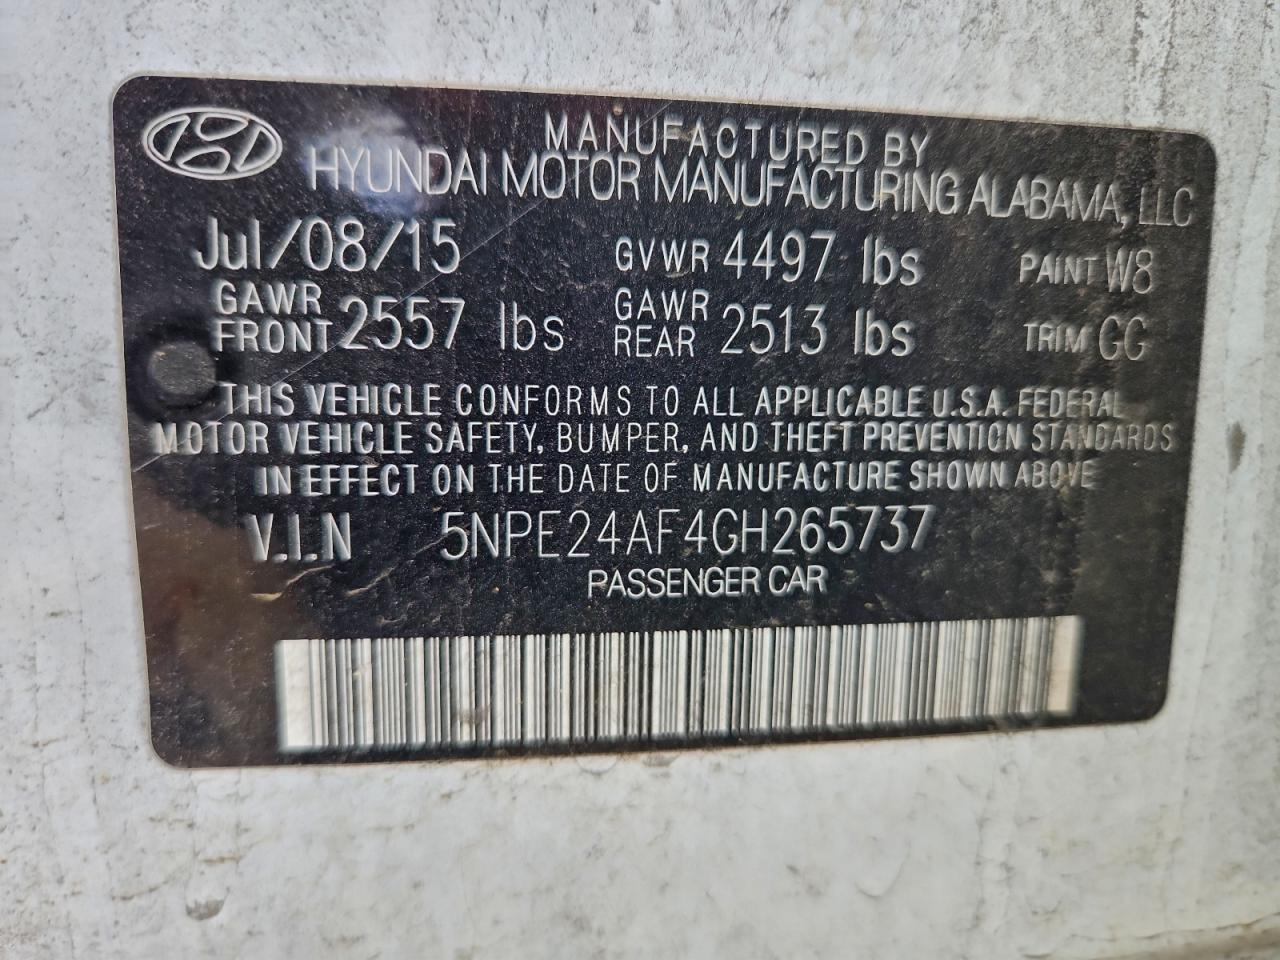 MANUFACTURED BY
HYUNDAI MOTOR MANUFACTURING ALABAMA, LLC
Jul/08/15 GVWR 4497 lbs PAINT W8
GAWR FRONT 2557 lbs GAWR REAR 2513 lbs TRIM GG
THIS VEHICLE CONFORMS TO ALL APPLICABLE U.S.A. FEDERAL
MOTOR VEHICLE SAFETY, BUMPER, AND THEFT PREVENTION STANDARDS
IN EFFECT ON THE DATE OF MANUFACTURE SHOWN ABOVE
V.I.N 5NPE24AF4GH265737
PASSENGER CAR